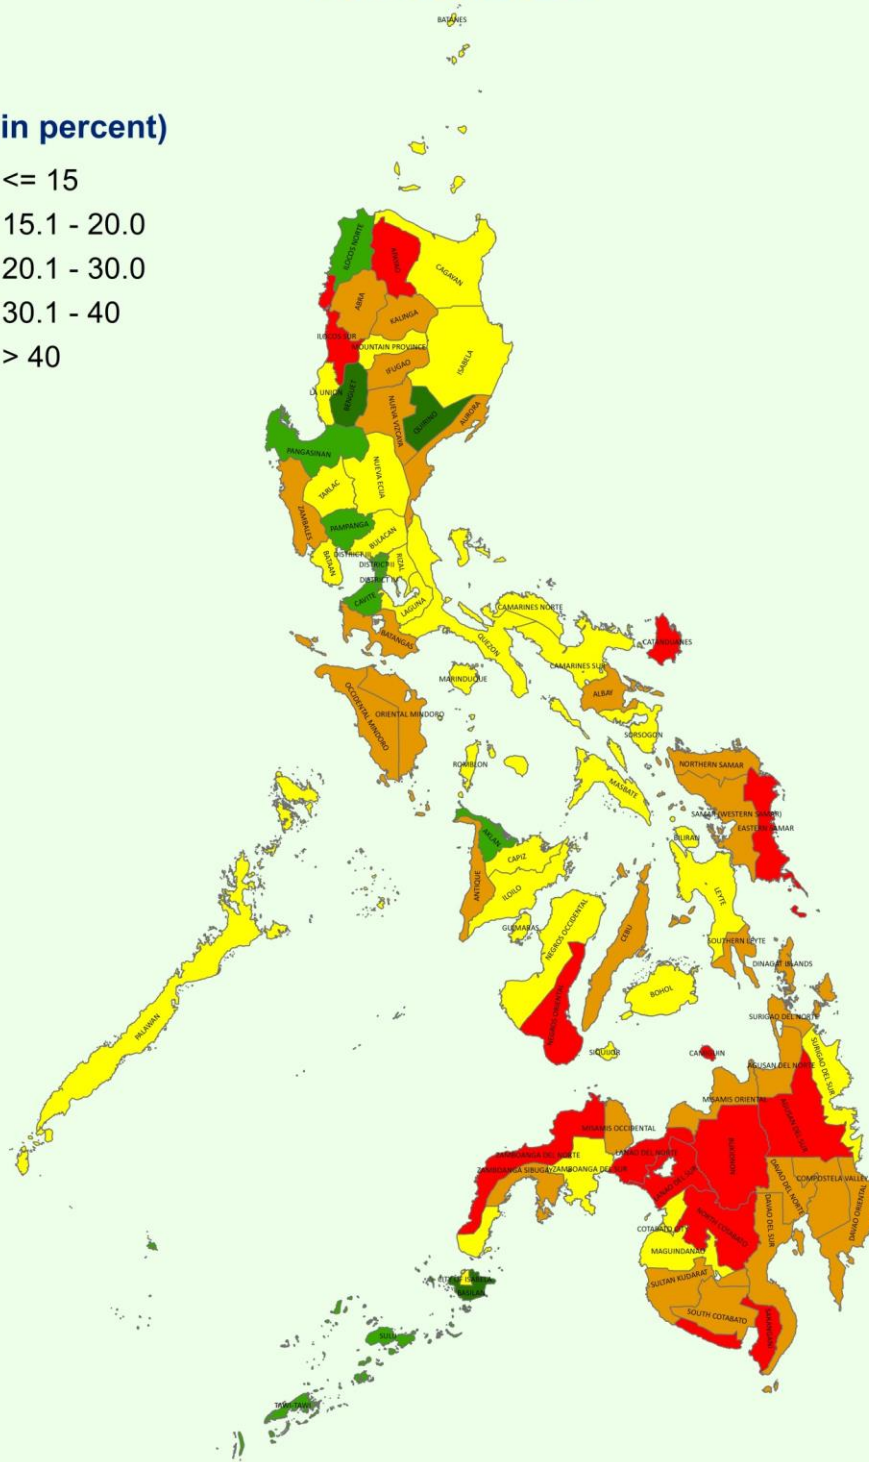 BATANES
in percent)
<= 15
15.1 - 20.0
20.1 - 30.0
30.1 - 40
> 40
ILOCOS NORTE
APAYAO
CAGAYAN
ABRA
KALINGA
ILOCOS SUR
MOUNTAIN PROVINCE
IFUGAO
ISABELA
LA UNION
BENGUET
NUEVA VIZCAYA
QUIRINO
AURORA
PANGASINAN
NUEVA ECIJA
TARLAC
ZAMBALES
PAMPANGA
BULACAN
BATAAN
DISTRICT III
DISTRICT II
RIZAL
DISTRICT IV
CAVITE
LAGUNA
CAMARINES NORTE
BATANGAS
QUEZON
CATANDUANES
CAMARINES SUR
MARINDUQUE
ALBAY
OCCIDENTAL MINDORO
ORIENTAL MINDORO
SORSOGON
ROMBLON
NORTHERN SAMAR
MASBATE
SAMAR (WESTERN SAMAR)
EASTERN SAMAR
AKLAN
BILIRAN
CAPIZ
ANTIQUE
ILOILO
LEYTE
GUIMARAS
NEGROS OCCIDENTAL
CEBU
SOUTHERN LEYTE
DINAGAT ISLANDS
BOHOL
PALAWAN
NEGROS ORIENTAL
SURIGAO DEL NORTE
SIQUIJOR
CAMIGUIN
AGUSAN DEL NORTE
SURIGAO DEL SUR
MISAMIS ORIENTAL
AGUSAN DEL SUR
MISAMIS OCCIDENTAL
ZAMBOANGA DEL NORTE
LANAO DEL NORTE
BUKIDNON
ZAMBOANGA SIBUGAY
ZAMBOANGA DEL SUR
LANAO DEL SUR
DAVAO DEL NORTE
COMPOSTELA VALLEY
DAVAO ORIENTAL
COTABATO CITY
NORTH COTABATO
DAVAO DEL SUR
MAGUINDANAO
CITY OF ISABELA
BASILAN
SULTAN KUDARAT
SOUTH COTABATO
SARANGANI
SULU
TAWI-TAWI